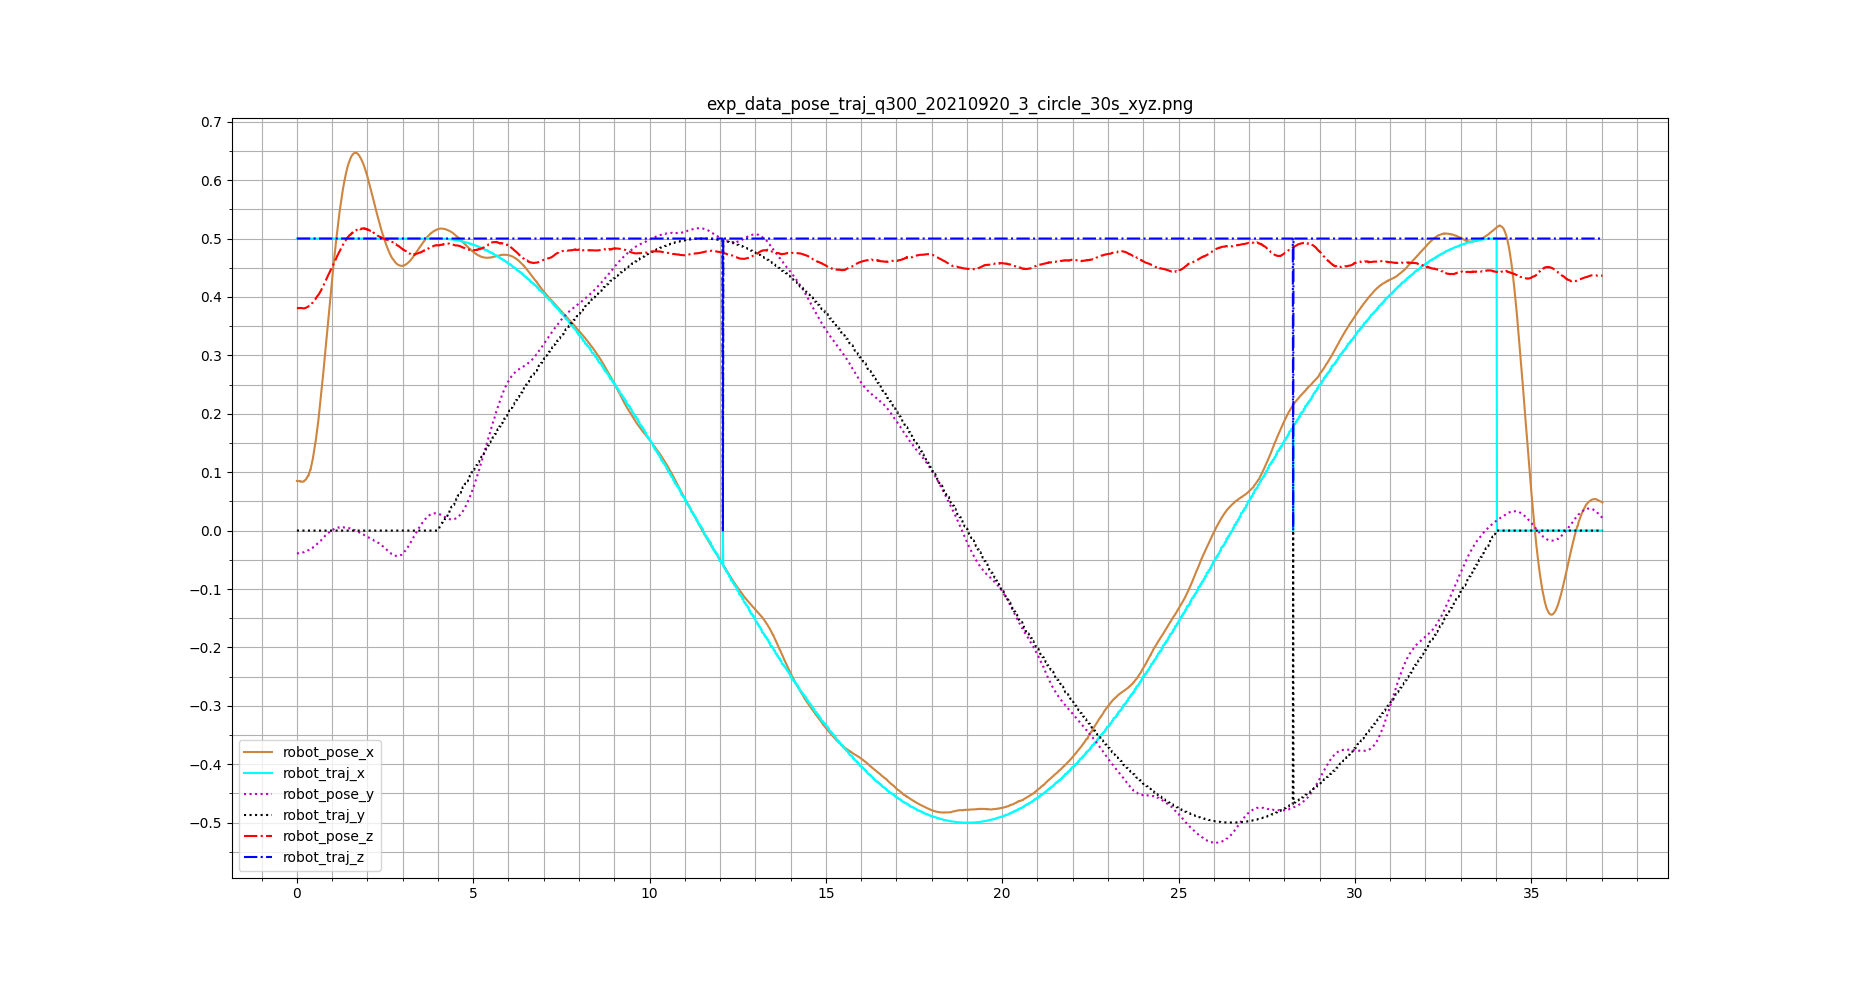 exp_data_pose_traj_q300_20210920_3_circle_30s_xyz.png
0.7
0.6
0.5
0.4
0.3
0.2
0.1
0.0
−0.1
−0.2
−0.3
−0.4
−0.5
robot_pose_x
robot_traj_x
robot_pose_y
robot_traj_y
robot_pose_z
robot_traj_z
0 5 10 15 20 25 30 35